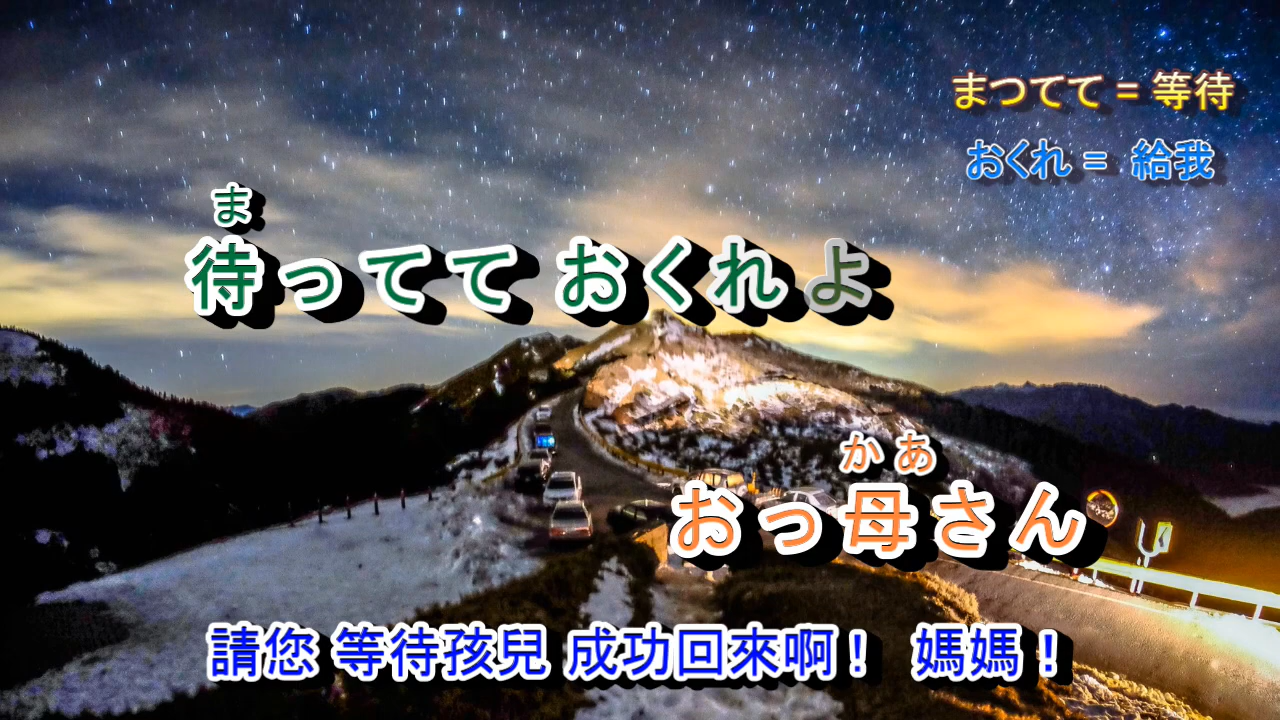 まつてて = 等待
おくれ = 給我
ま
待ってて おくれよ
かあ
おっ母さん
請您 等待孩兒 成功回來啊！ 媽媽！